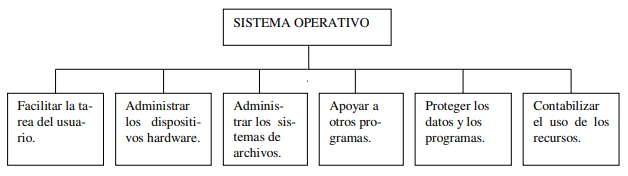 SISTEMA OPERATIVO
Facilitar la ta-
rea del usua-
rio.
Administrar
los dispositi-
vos hardware.
Adminis-
trar los sis-
temas de
archivos.
Apoyar a
otros pro-
gramas.
Proteger los
datos y los
programas.
Contabilizar
el uso de los
recursos.